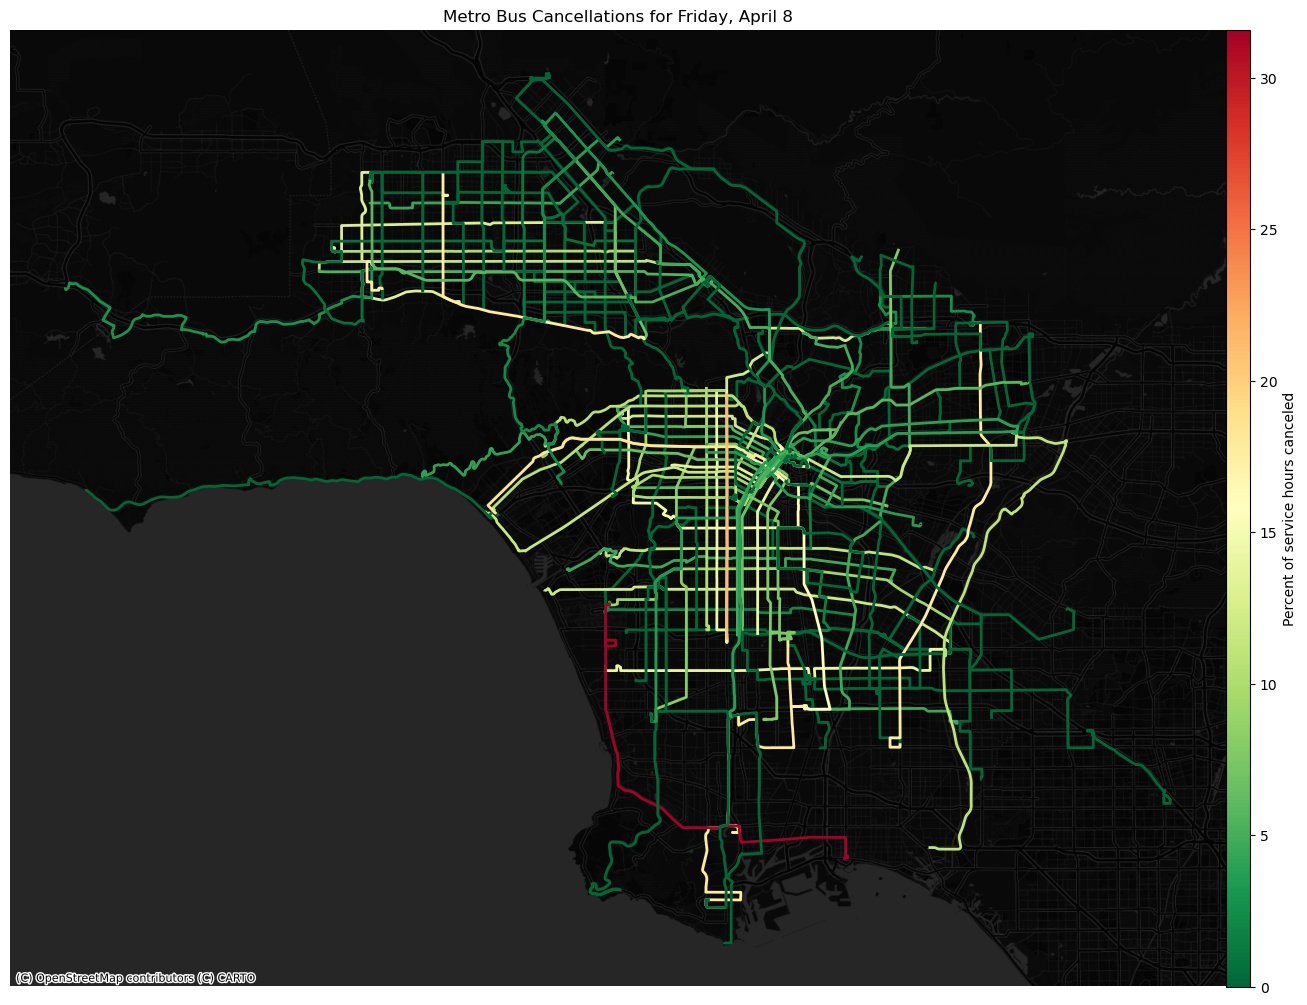 Metro Bus Cancellations for Friday, April 8
30
25
20
15
10
5
0
Percent of service hours canceled
(C) OpenStreetMap contributors (C) CARTO